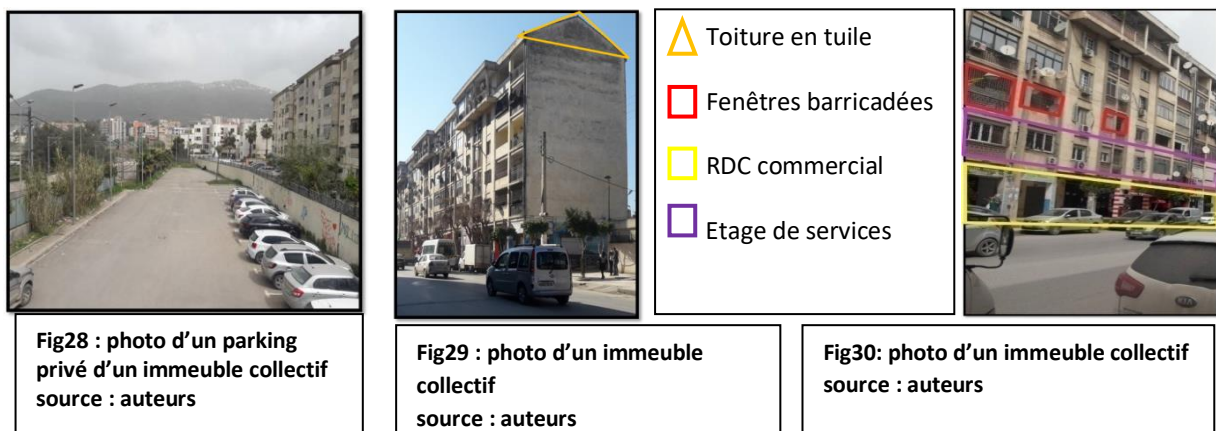 Toiture en tuile
Fenêtres barricadées
RDC commercial
Etage de services
Fig28 : photo d’un parking
privé d’un immeuble collectif
source : auteurs
Fig29 : photo d’un immeuble
collectif
source : auteurs
Fig30: photo d’un immeuble collectif
source : auteurs